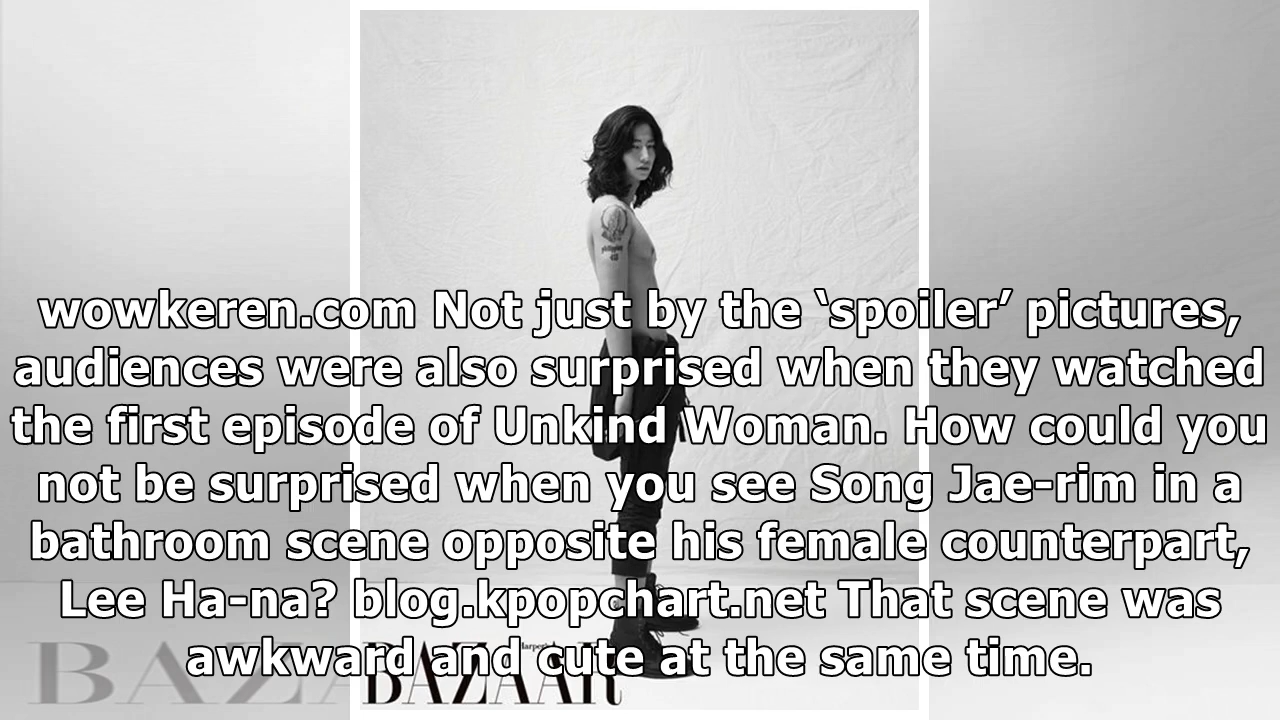 wowkeren.com Not just by the ‘spoiler’ pictures,
audiences were also surprised when they watched
the first episode of Unkind Woman. How could you
not be surprised when you see Song Jae-rim in a
bathroom scene opposite his female counterpart,
Lee Ha-na? blog.kpopchart.net That scene was
awkward and cute at the same time.
Harper's
BAZAAR
BAZA